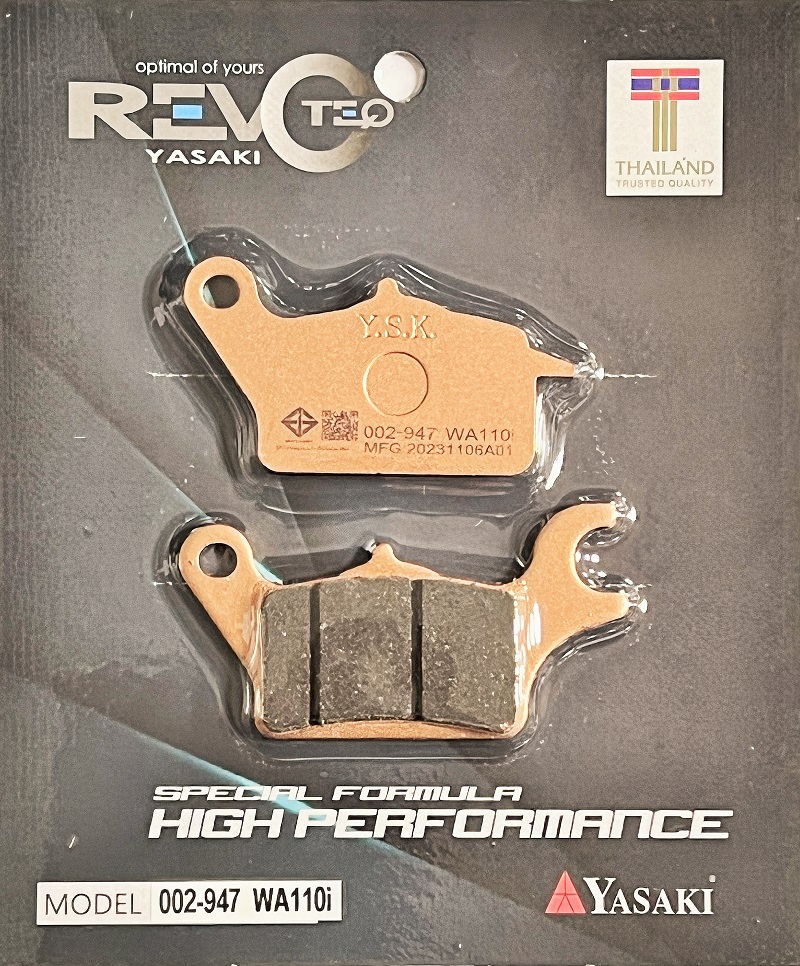 optimal of yours
REVO TEQ
YASAKI
THAILAND
TRUSTED QUALITY
Y.S.K.
002-947 WA110i
MFG 20231106A01
SPECIAL FORMULA
HIGH PERFORMANCE
MODEL 002-947 WA110i
YASAKI